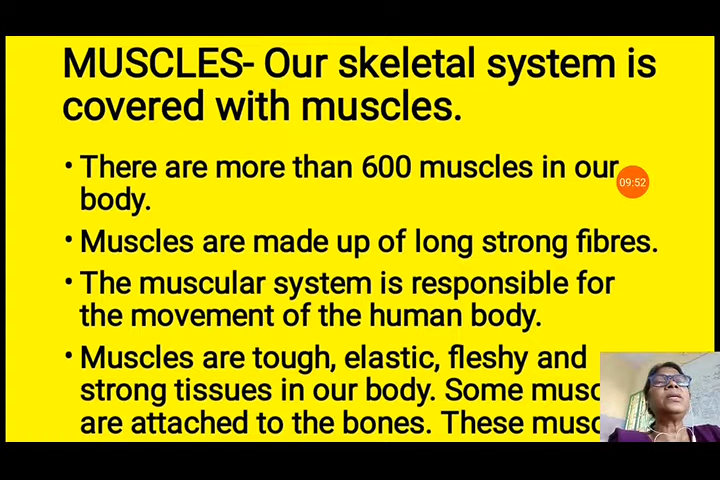 MUSCLES- Our skeletal system is
covered with muscles.
• There are more than 600 muscles in our
body.
09:52
• Muscles are made up of long strong fibres.
• The muscular system is responsible for
the movement of the human body.
• Muscles are tough, elastic, fleshy and
strong tissues in our body. Some
are attached to the bones. These